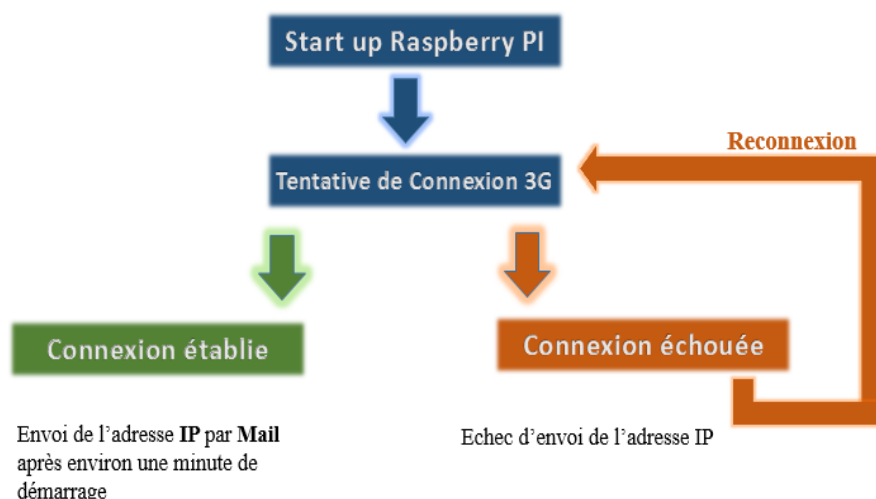 Start up Raspberry PI
Reconnexion
Tentative de Connexion 3G
Connexion établie
Connexion échouée
Envoi de l'adresse IP par Mail
après environ une minute de
démarrage
Echec d'envoi de l'adresse IP